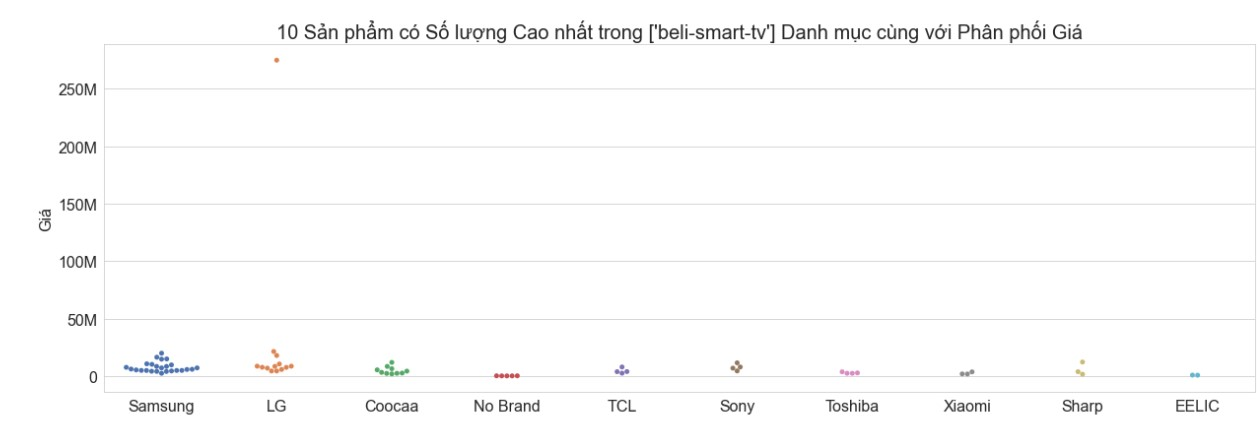 10 Sản phẩm có Số lượng Cao nhất trong ['beli-smart-tv'] Danh mục cùng với Phân phối Giá
Giá
250M
200M
150M
100M
50M
0
Samsung LG Coocaa No Brand TCL Sony Toshiba Xiaomi Sharp EELIC